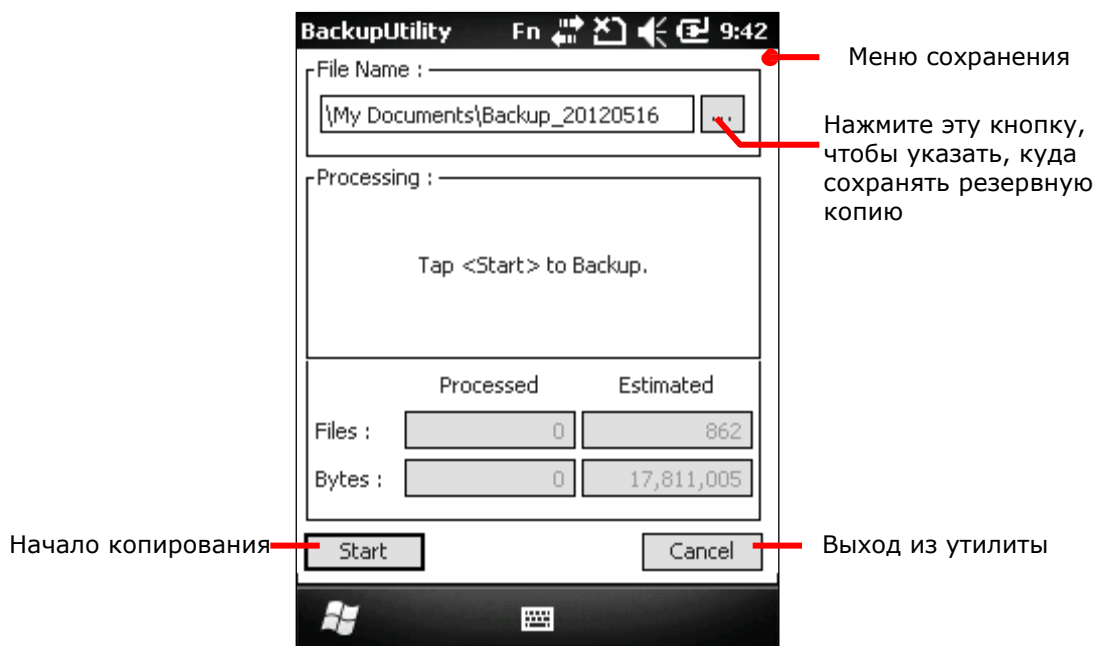 BackupUtility Fn 9:42
Меню сохранения
File Name :
\My Documents\Backup_20120516 ...
Нажмите эту кнопку,
чтобы указать, куда
сохранять резервную
копию
Processing :
Tap <Start> to Backup.
Processed Estimated
Files : 0 862
Bytes : 0 17,811,005
Начало копирования Start Cancel Выход из утилиты